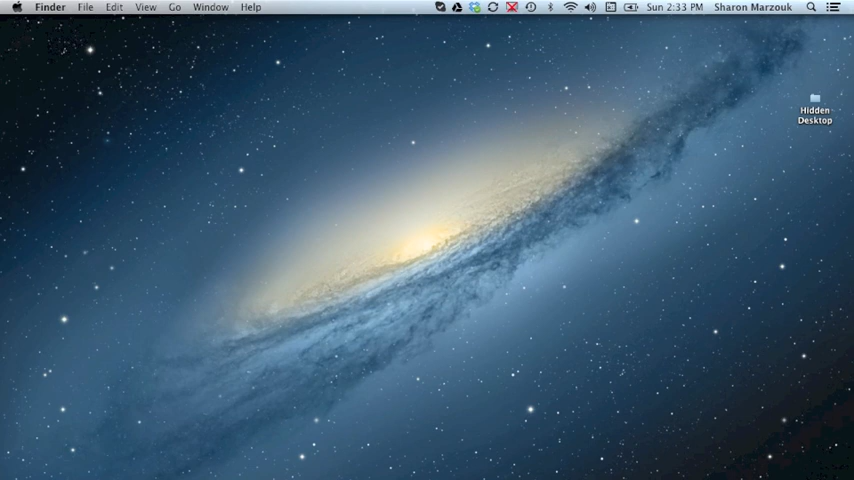 Finder File Edit View Go Window Help Sun 2:33 PM Sharon Marzouk
Hidden
Desktop